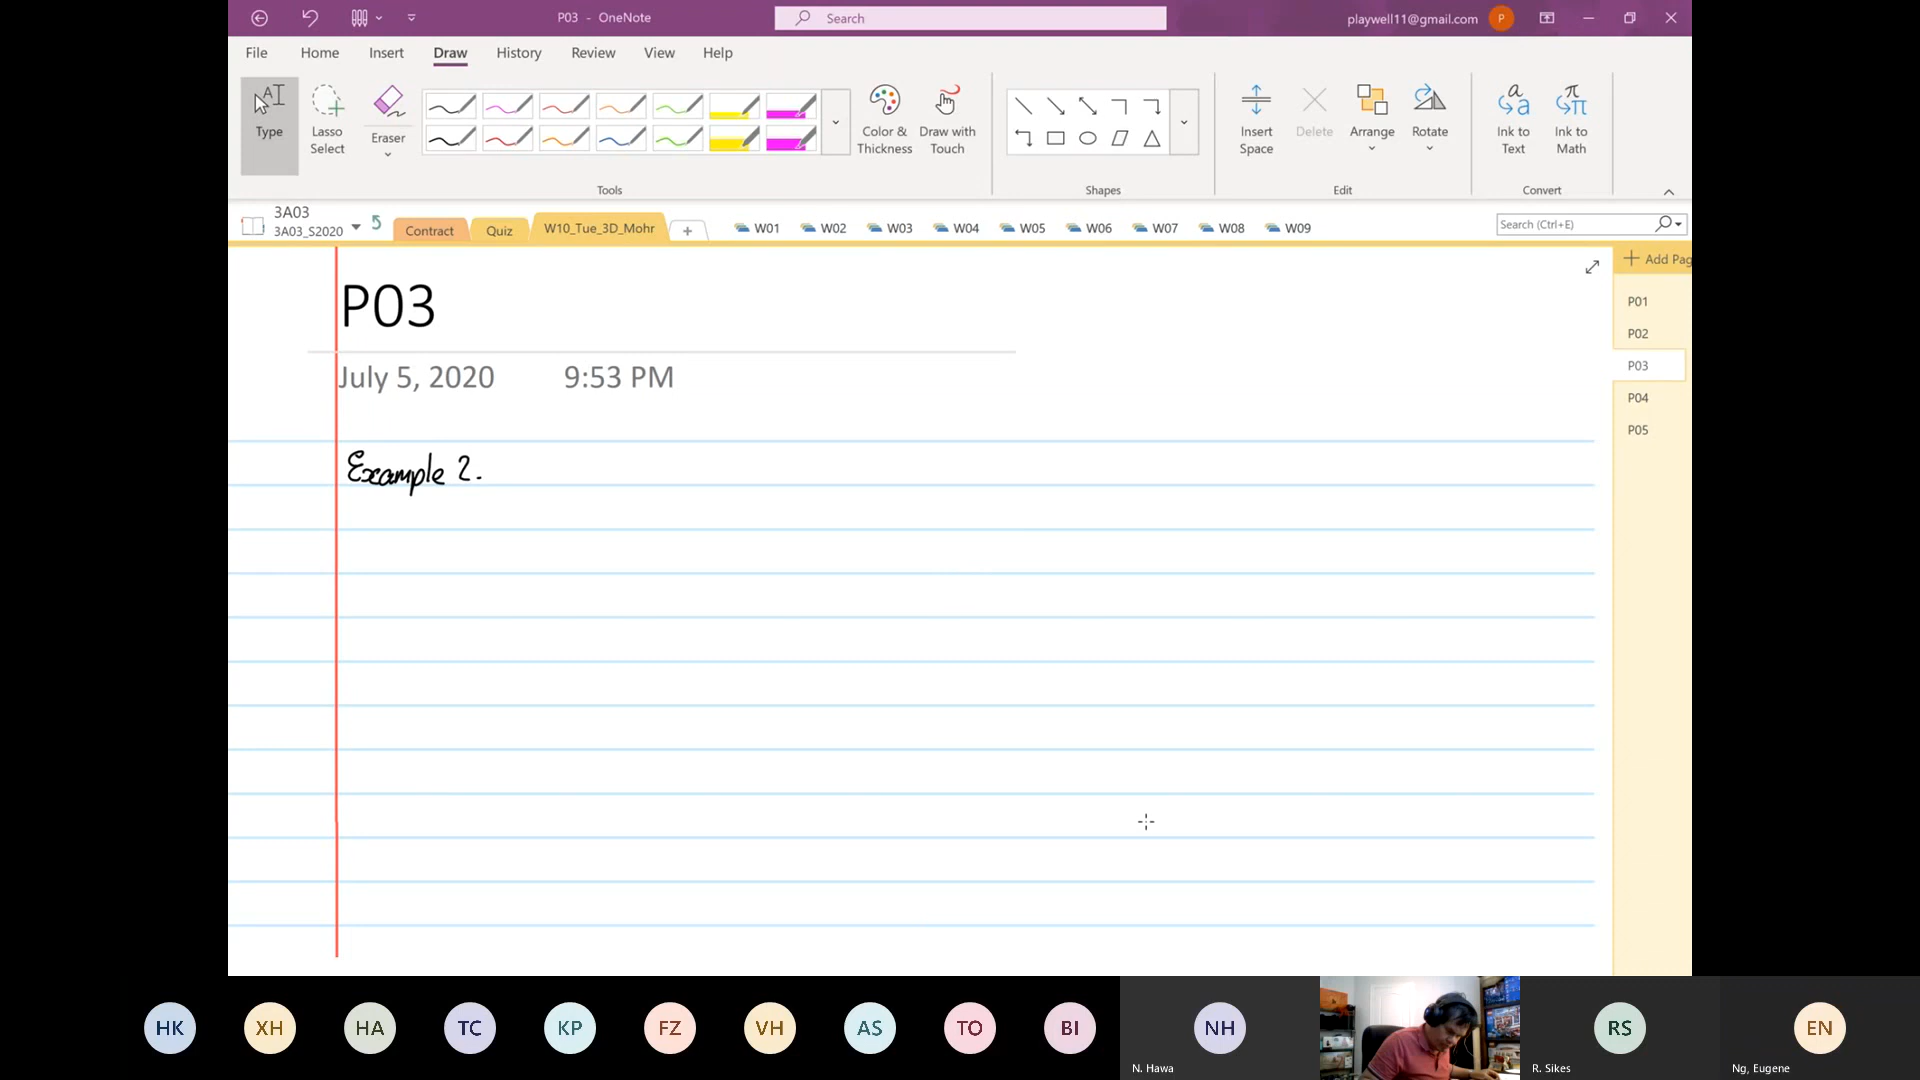 P03 - OneNote
Search
playwell11@gmail.com
P
File
Home
Insert
Draw
History
Review
View
Help
Type
Lasso
Select
Eraser
Color &
Thickness
Draw with
Touch
Insert
Space
Delete
Arrange
Rotate
Ink to
Text
Ink to
Math
Tools
Shapes
Edit
Convert
3A03
3A03_S2020
Contract
Quiz
W10_Tue_3D_Mohr
W01
W02
W03
W04
W05
W06
W07
W08
W09
Search (Ctrl+E)
Add Pag
P01
P02
P03
P04
P05
P03
July 5, 2020 9:53 PM
Example 2.
HK
XH
HA
TC
KP
FZ
VH
AS
TO
BI
NH
RS
EN
N. Hawa
R. Sikes
Ng, Eugene